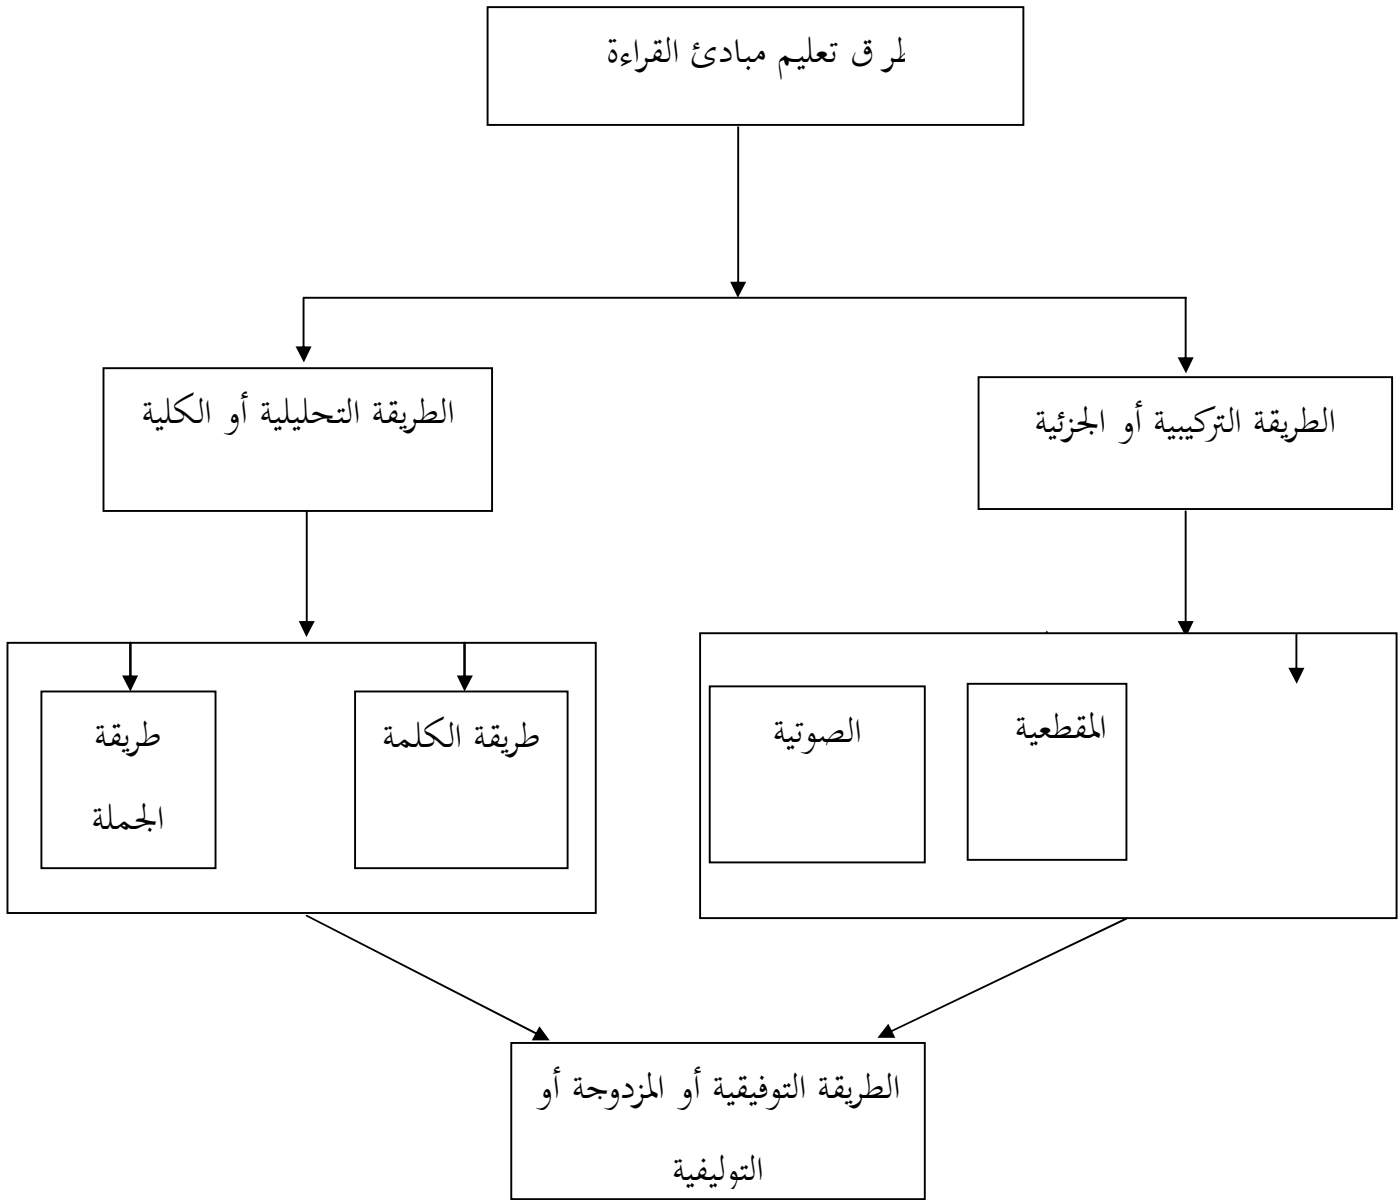 طر ق تعليم مبادئ القراءة
الطريقة التركيبية أو الجزئية
الطريقة التحليلية أو الكلية
المقطعية
الصوتية
طريقة الكلمة
طريقة
الجملة
الطريقة التوفيقية أو المزدوجة أو
التوليفية